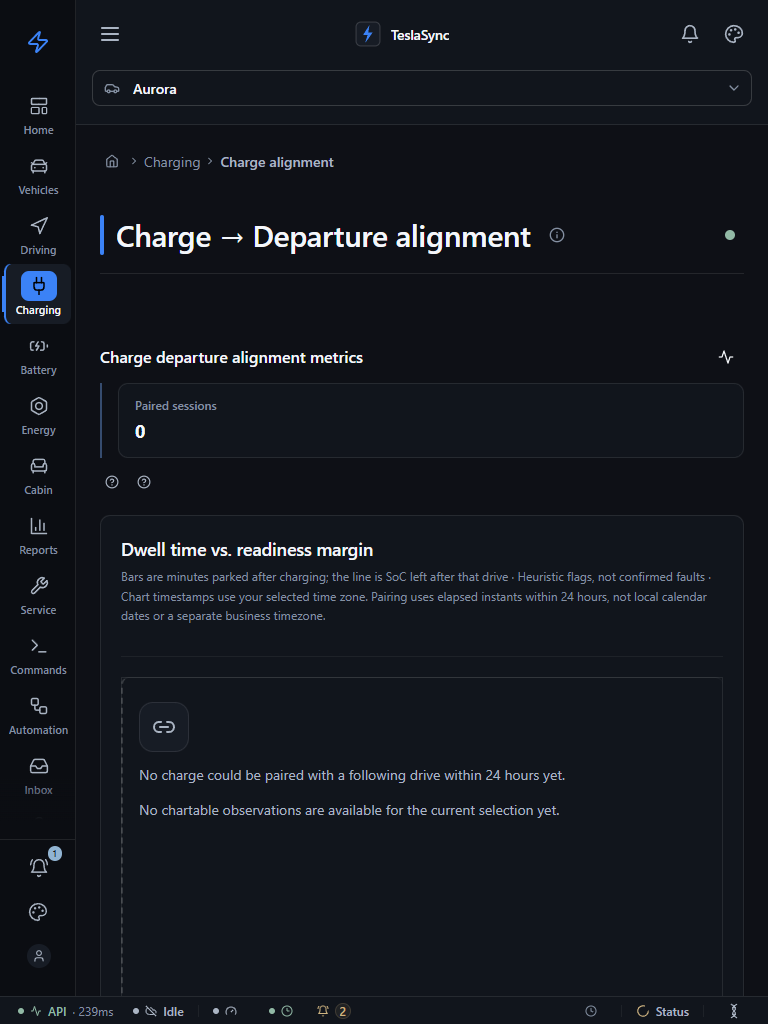 TeslaSync
Aurora
Home
Vehicles
Driving
Charging
Battery
Energy
Cabin
Reports
Service
Commands
Automation
Inbox
1
Charging
Charge alignment
Charge → Departure alignment
Charge departure alignment metrics
Paired sessions
0
Dwell time vs. readiness margin
Bars are minutes parked after charging; the line is SoC left after that drive · Heuristic flags, not confirmed faults ·
Chart timestamps use your selected time zone. Pairing uses elapsed instants within 24 hours, not local calendar
dates or a separate business timezone.
No charge could be paired with a following drive within 24 hours yet.
No chartable observations are available for the current selection yet.
API · 239ms
Idle
2
Status